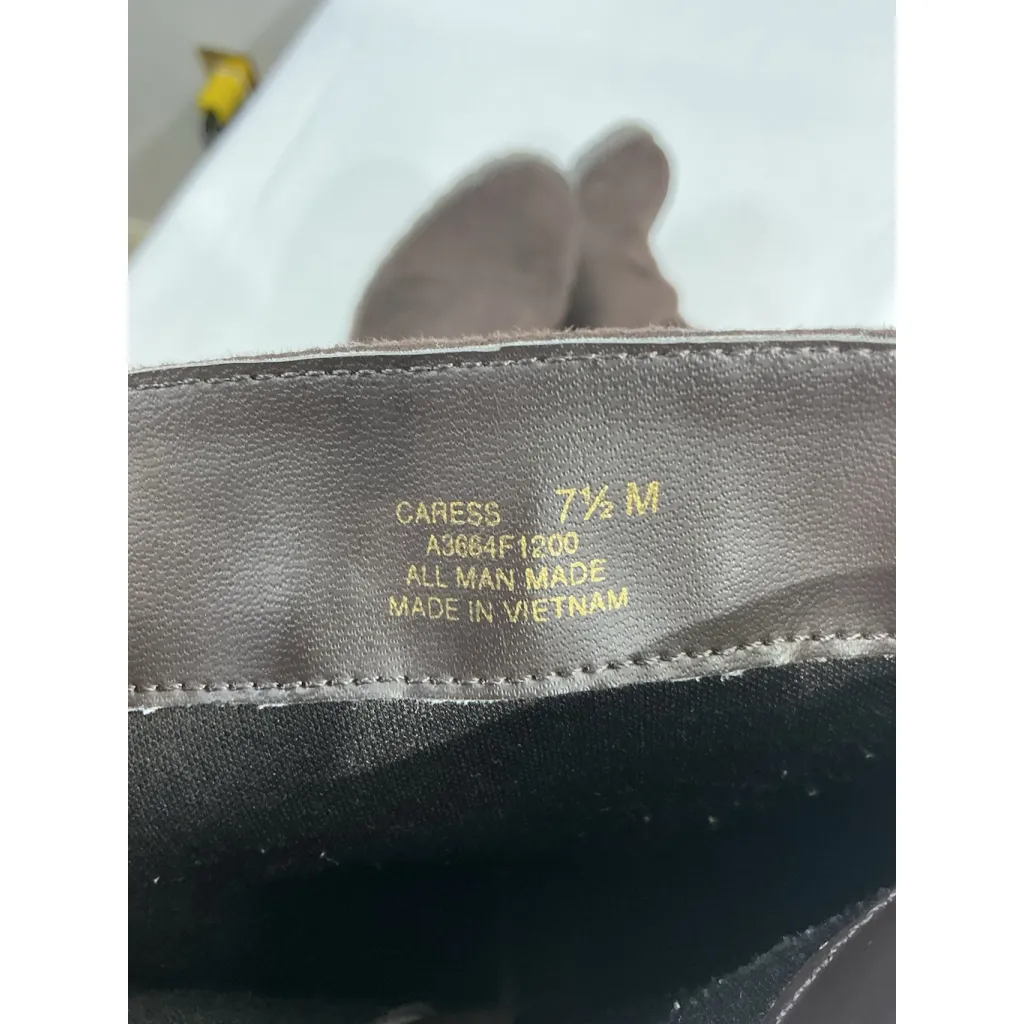 CARESS 7½ M
A3664F1200
ALL MAN MADE
MADE IN VIETNAM